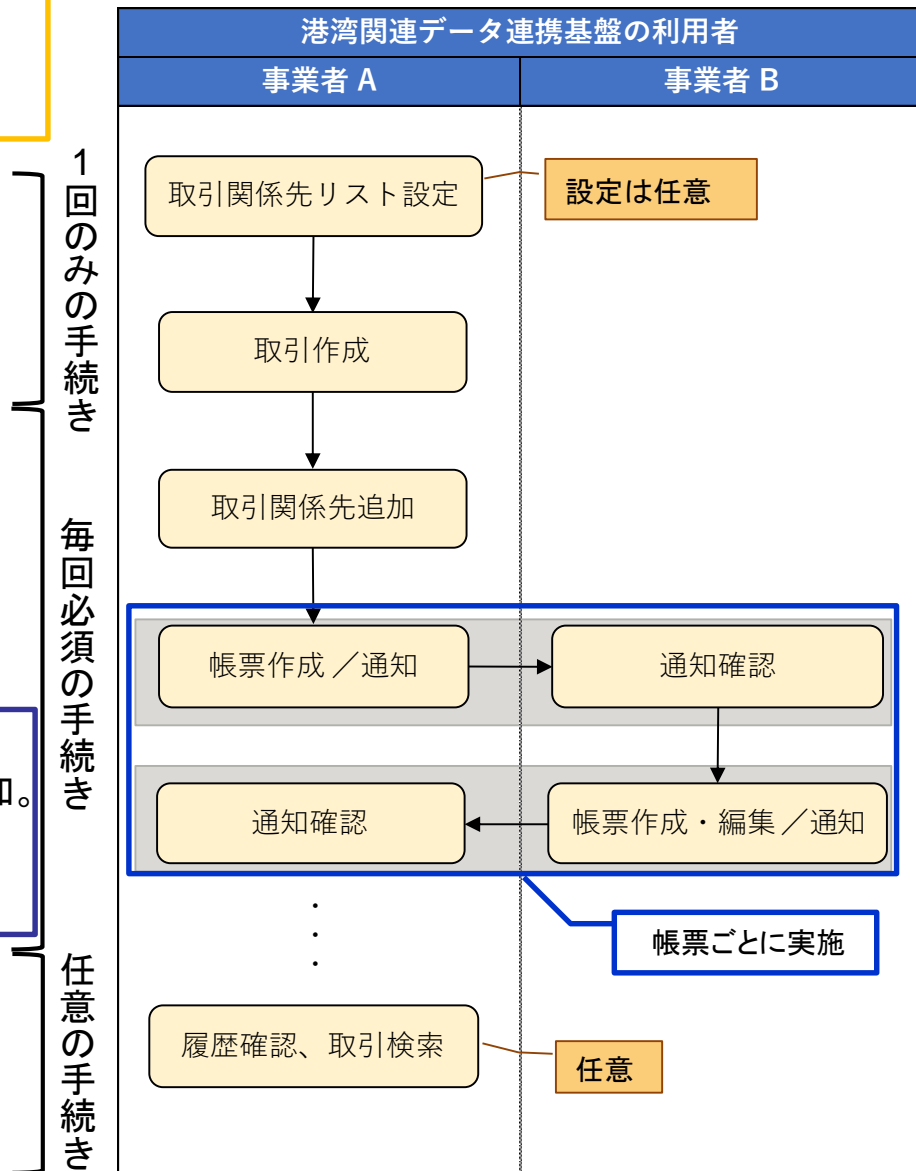 港湾関連データ連携基盤の利用者
事業者 A
事業者 B
1回のみの手続き
取引関係先リスト設定
設定は任意
取引作成
毎回必須の手続き
取引関係先追加
帳票作成／通知
通知確認
通知確認
帳票作成・編集／通知
・
・
・
帳票ごとに実施
任意の手続き
履歴確認、取引検索
任意